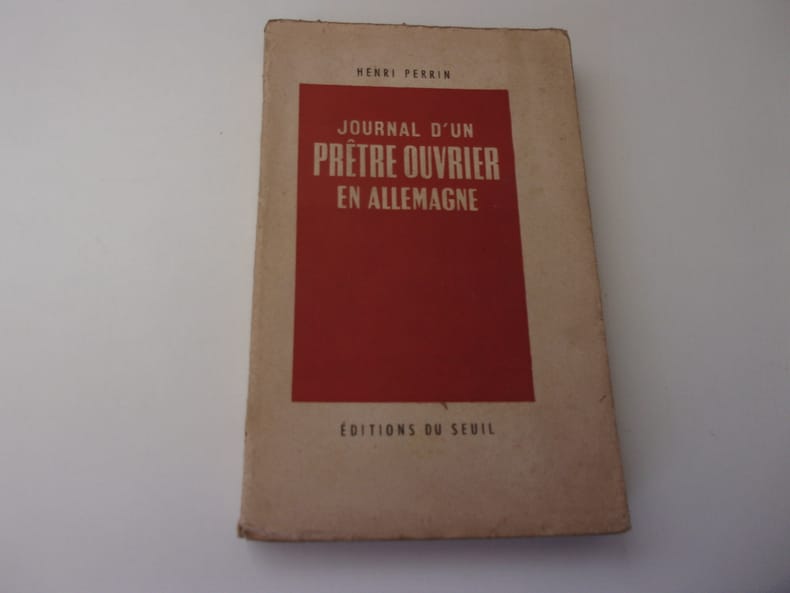 HENRI PERRIN
JOURNAL D'UN
PRÊTRE OUVRIER
EN ALLEMAGNE
ÉDITIONS DU SEUIL